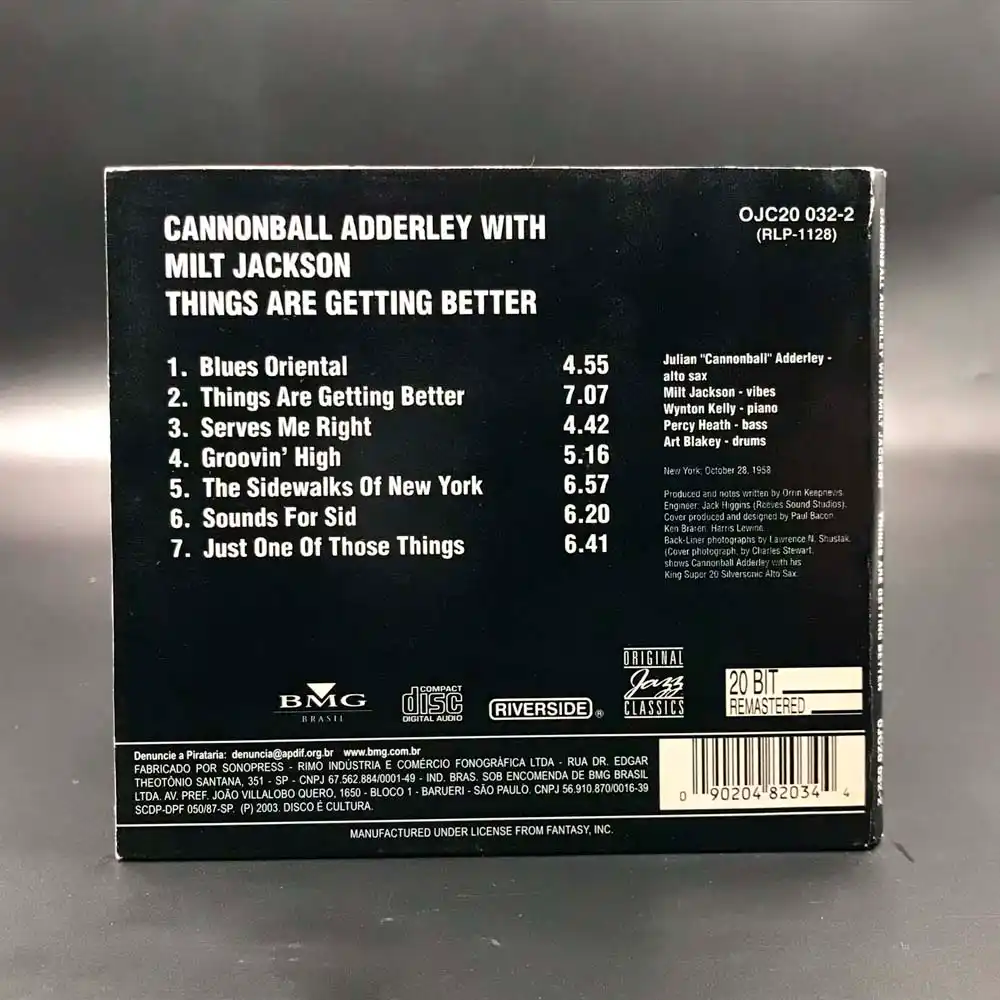 CANNONBALL ADDERLEY WITH
MILT JACKSON
THINGS ARE GETTING BETTER
OJC20 032-2
(RLP-1128)
1. Blues Oriental 4.55
2. Things Are Getting Better 7.07
3. Serves Me Right 4.42
4. Groovin' High 5.16
5. The Sidewalks Of New York 6.57
6. Sounds For Sid 6.20
7. Just One Of Those Things 6.41
Julian "Cannonball" Adderley -
alto sax
Milt Jackson - vibes
Wynton Kelly - piano
Percy Heath - bass
Art Blakey - drums
New York; October 28, 1958
Produced and notes written by Orrin Keepnews.
Engineer: Jack Higgins (Reeves Sound Studios).
Cover produced and designed by Paul Bacon,
Ken Braren, Harris Lewine.
Back-Liner photographs by Lawrence N. Shustak.
(Cover photograph, by Charles Stewart,
shows Cannonball Adderley with his
King Super 20 Silversonic Alto Sax.
BMG
BRASIL
COMPACT
disc
DIGITAL AUDIO
RIVERSIDE®
ORIGINAL
Jazz
CLASSICS
20 BIT
REMASTERED
Denuncie a Pirataria: denuncia@apdif.org.br www.bmg.com.br
FABRICADO POR SONOPRESS - RIMO INDÚSTRIA E COMÉRCIO FONOGRÁFICA LTDA - RUA DR. EDGAR
THEOTÔNIO SANTANA, 351 - SP - CNPJ 67.562.884/0001-49 - IND. BRAS. SOB ENCOMENDA DE BMG BRASIL
LTDA. AV. PREF. JOÃO VILLALOBO QUERO, 1650 - BLOCO 1 - BARUERI - SÃO PAULO. CNPJ 56.910.870/0016-39
SCDP-DPF 050/87-SP. (P) 2003. DISCO É CULTURA.
0 90204 82034 4
MANUFACTURED UNDER LICENSE FROM FANTASY, INC.
CANNONBALL ADDERLEY WITH MILT JACKSON THINGS ARE GETTING BETTER